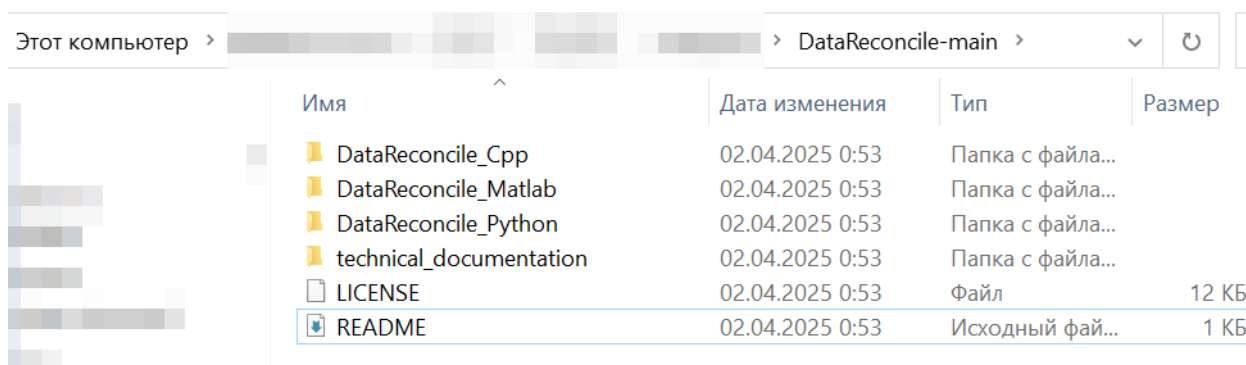 Этот компьютер > > DataReconcile-main >
Имя Дата изменения Тип Размер
DataReconcile_Cpp 02.04.2025 0:53 Папка с файла...
DataReconcile_Matlab 02.04.2025 0:53 Папка с файла...
DataReconcile_Python 02.04.2025 0:53 Папка с файла...
technical_documentation 02.04.2025 0:53 Папка с файла...
LICENSE 02.04.2025 0:53 Файл 12 КБ
README 02.04.2025 0:53 Исходный фай... 1 КБ